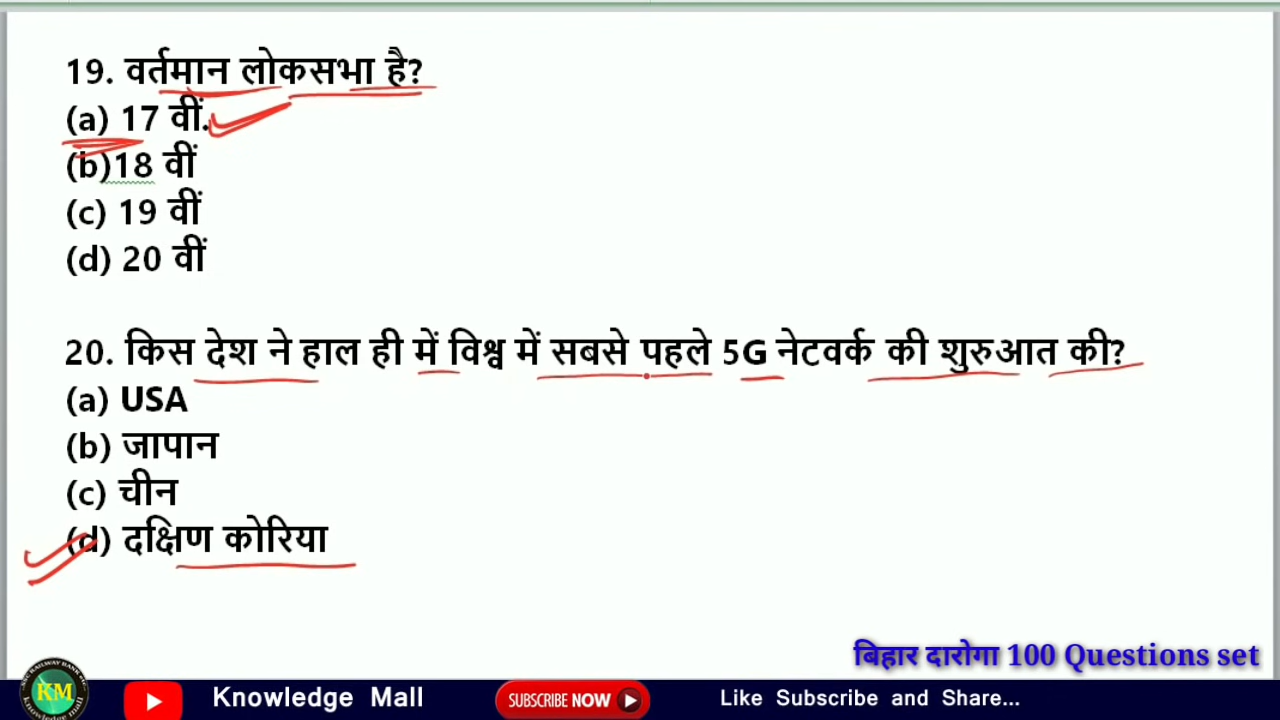 19. वर्तमान लोकसभा है?
(a) 17 वीं.
(b)18 वीं
(c) 19 वीं
(d) 20 वीं
20. किस देश ने हाल ही में विश्व में सबसे पहले 5G नेटवर्क की शुरुआत की?
(a) USA
(b) जापान
(c) चीन
(d) दक्षिण कोरिया
बिहार दारोगा 100 Questions set
KM
Knowledge Mall
SUBSCRIBE NOW
Like Subscribe and Share...